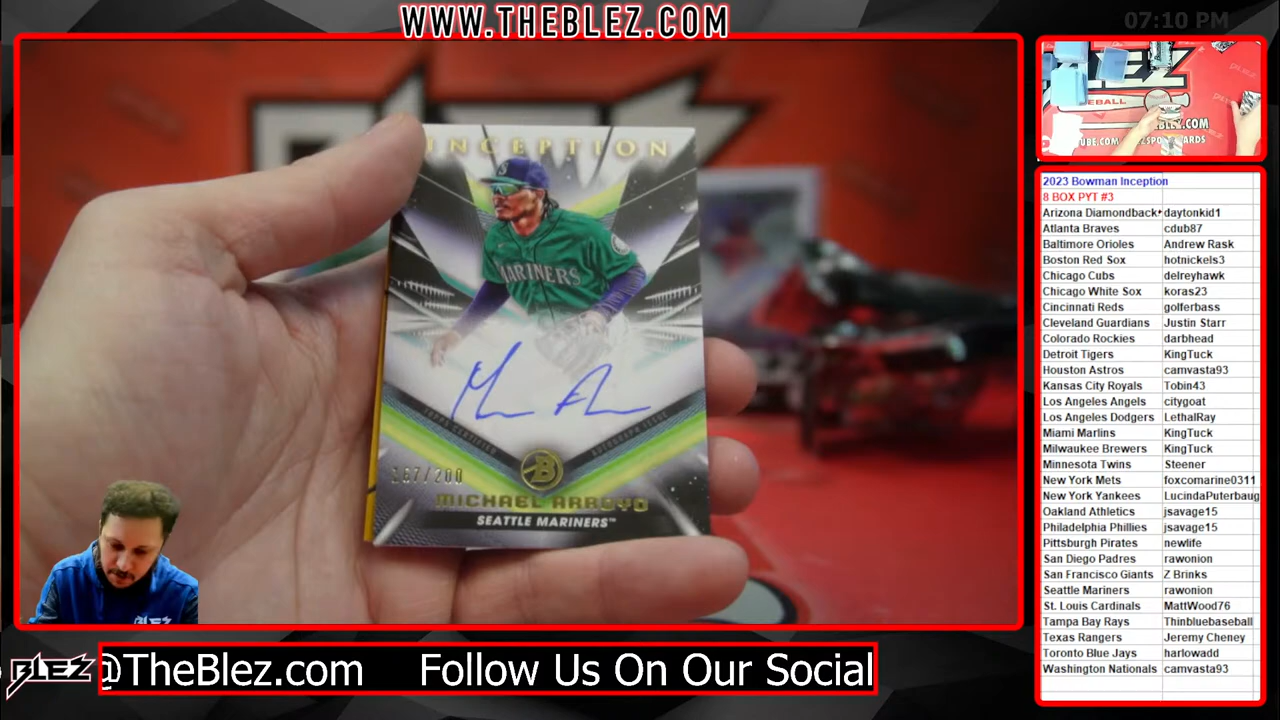 WWW.THEBLEZ.COM
07:10 PM
INCEPTION
MARINERS
/200
MICHAEL ARROYO
SEATTLE MARINERS™
2023 Bowman Inception
8 BOX PYT #3
Arizona Diamondback daytonkid1
Atlanta Braves cdub87
Baltimore Orioles Andrew Rask
Boston Red Sox hotnickels3
Chicago Cubs delreyhawk
Chicago White Sox koras23
Cincinnati Reds golferbass
Cleveland Guardians Justin Starr
Colorado Rockies darbhead
Detroit Tigers KingTuck
Houston Astros camvasta93
Kansas City Royals Tobin43
Los Angeles Angels citygoat
Los Angeles Dodgers LethalRay
Miami Marlins KingTuck
Milwaukee Brewers KingTuck
Minnesota Twins Steener
New York Mets foxcomarine0311
New York Yankees LucindaPuterbaug
Oakland Athletics jsavage15
Philadelphia Phillies jsavage15
Pittsburgh Pirates newlife
San Diego Padres rawonion
San Francisco Giants Z Brinks
Seattle Mariners rawonion
St. Louis Cardinals MattWood76
Tampa Bay Rays Thinbluebaseball
Texas Rangers Jeremy Cheney
Toronto Blue Jays harlowadd
Washington Nationals camvasta93
BLEZ
@TheBlez.com Follow Us On Our Social